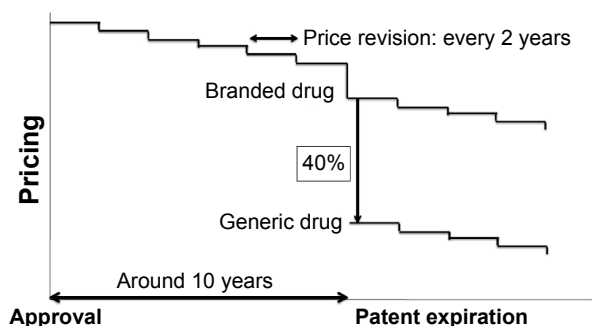 Price revision: every 2 years
Branded drug
Pricing
40%
Generic drug
Around 10 years
Approval
Patent expiration